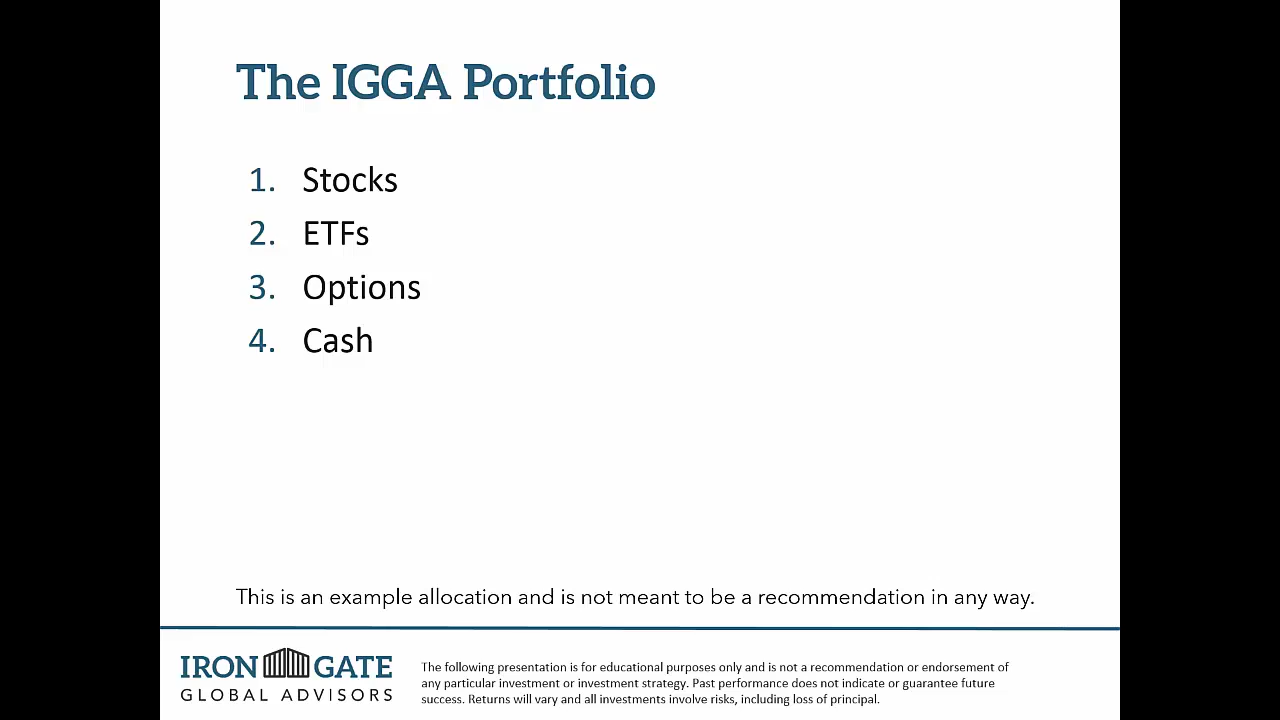 The IGGA Portfolio
1. Stocks
2. ETFs
3. Options
4. Cash
This is an example allocation and is not meant to be a recommendation in any way.
IRON GATE
GLOBAL ADVISORS
The following presentation is for educational purposes only and is not a recommendation or endorsement of
any particular investment or investment strategy. Past performance does not indicate or guarantee future
success. Returns will vary and all investments involve risks, including loss of principal.